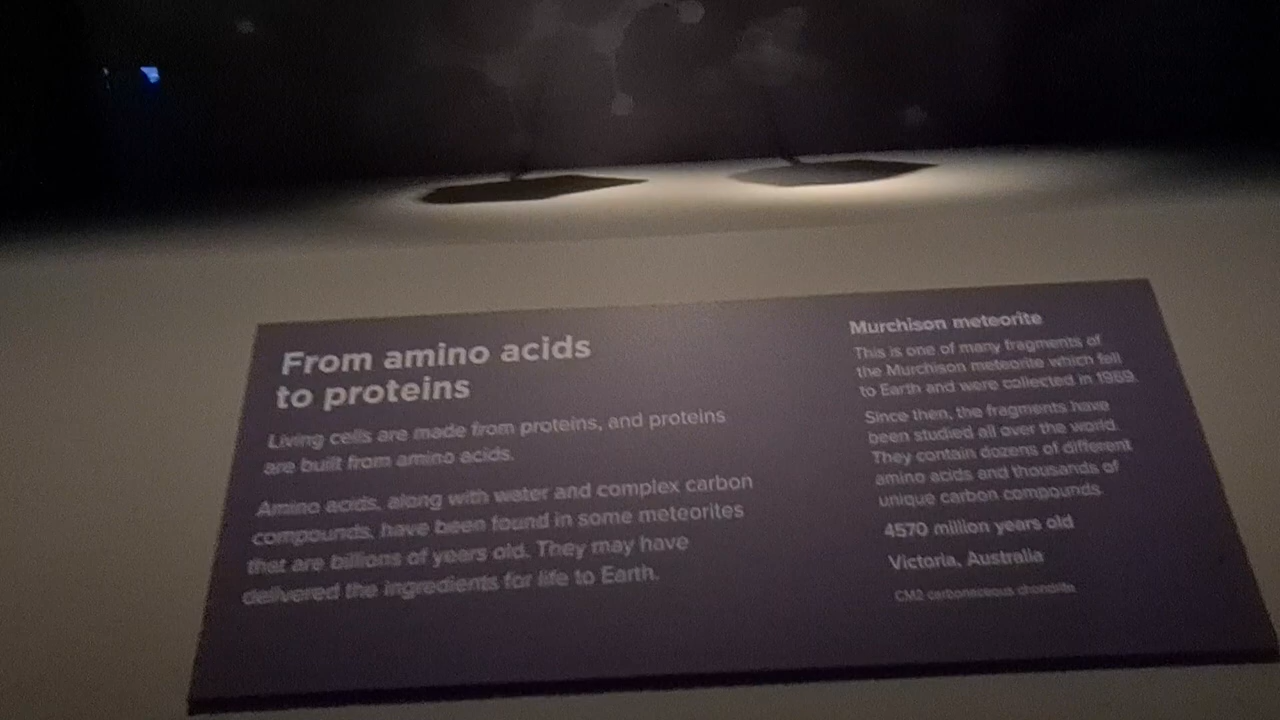 From amino acids
to proteins
Living cells are made from proteins, and proteins
are built from amino acids.
Amino acids, along with water and complex carbon
compounds, have been found in some meteorites
that are billions of years old. They may have
delivered the ingredients for life to Earth.
Murchison meteorite
This is one of many fragments of
the Murchison meteorite which fell
to Earth and were collected in 1969.
Since then, the fragments have
been studied all over the world.
They contain dozens of different
amino acids and thousands of
unique carbon compounds.
4570 million years old
Victoria, Australia
CM2 carbonaceous chondrite